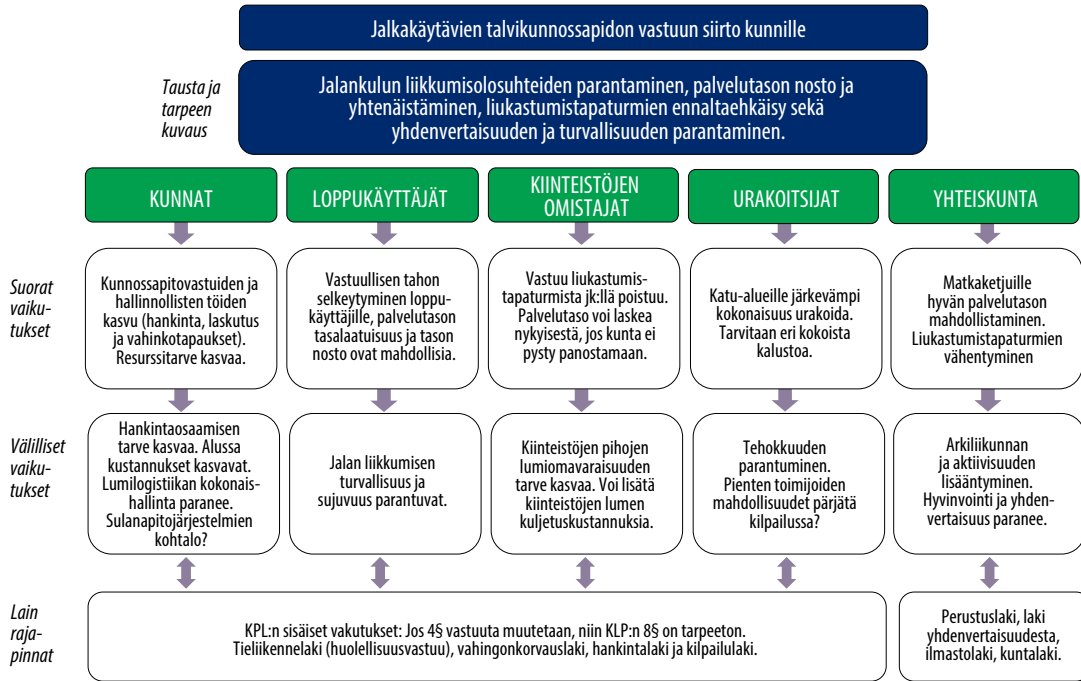 Jalkakäytävien talvikunnossapidon vastuun siirto kunnille
Tausta ja
tarpeen
kuvaus
Jalankulun liikkumisolosuhteiden parantaminen, palvelutason nosto ja
yhtenäistäminen, liukastumistapaturmien ennaltaehkäisy sekä
yhdenvertaisuuden ja turvallisuuden parantaminen.
KUNNAT
LOPPUKÄYTTÄJÄT
KIINTEISTÖJEN
OMISTAJAT
URAKOITSIJAT
YHTEISKUNTA
Suorat
vaiku-
tukset
Kunnossapitovastuiden ja
hallinnollisten töiden
kasvu (hankinta, laskutus
ja vahinkotapaukset).
Resurssitarve kasvaa.
Vastuullisen tahon
selkeytyminen loppu-
käyttäjille, palvelutason
tasalaatuisuus ja tason
nosto ovat mahdollisia.
Vastuu liukastumis-
tapaturmista jk:llä poistuu.
Palvelutaso voi laskea
nykyisestä, jos kunta ei
pysty panostamaan.
Katu-alueille järkevämpi
kokonaisuus urakoida.
Tarvitaan eri kokoista
kalustoa.
Matkaketjuille
hyvän palvelutason
mahdollistaminen.
Liukastumistapaturmien
vähentyminen
Välilliset
vaiku-
tukset
Hankintaosaamisen
tarve kasvaa. Alussa
kustannukset kasvavat.
Lumilogistiikan kokonais-
hallinta paranee.
Sulanapitojärjestelmien
kohtalo?
Jalan liikkumisen
turvallisuus ja
sujuvuus parantuvat.
Kiinteistöjen pihojen
lumiomavaraisuuden
tarve kasvaa. Voi lisätä
kiinteistöjen lumen
kuljetuskustannuksia.
Tehokkuuden
parantuminen.
Pienten toimijoiden
mahdollisuudet pärjätä
kilpailussa?
Arkiliikunnan
ja aktiivisuuden
lisääntyminen.
Hyvinvointi ja yhden-
vertaisuus paranee.
Lain
raja-
pinnat
KPL:n sisäiset vakutukset: Jos 4§ vastuuta muutetaan, niin KLP:n 8§ on tarpeeton.
Tieliikennelaki (huolellisuusvastuu), vahingonkorvauslaki, hankintalaki ja kilpailulaki.
Perustuslaki, laki
yhdenvertaisuudesta,
ilmastolaki, kuntalaki.